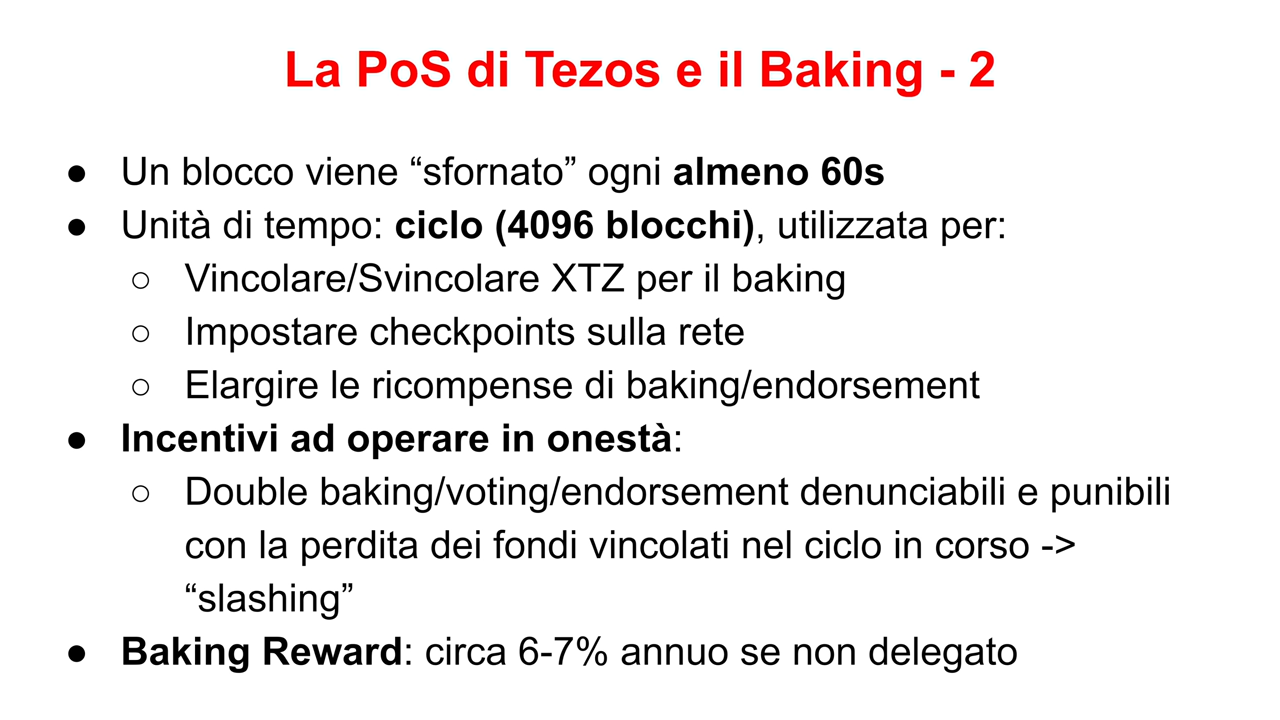 La PoS di Tezos e il Baking - 2
● Un blocco viene “sfornato” ogni almeno 60s
● Unità di tempo: ciclo (4096 blocchi), utilizzata per:
○ Vincolare/Svincolare XTZ per il baking
○ Impostare checkpoints sulla rete
○ Elargire le ricompense di baking/endorsement
● Incentivi ad operare in onestà:
○ Double baking/voting/endorsement denunciabili e punibili
con la perdita dei fondi vincolati nel ciclo in corso ->
“slashing”
● Baking Reward: circa 6-7% annuo se non delegato